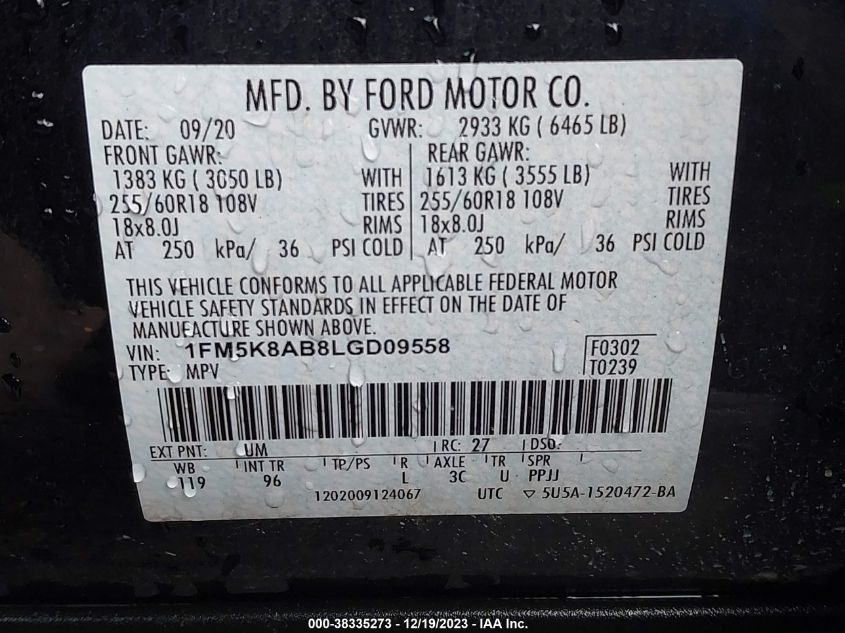 MFD. BY FORD MOTOR CO.
DATE: 09/20 GVWR: 2933 KG ( 6465 LB)
FRONT GAWR: REAR GAWR:
1383 KG ( 3050 LB) WITH 1613 KG ( 3555 LB) WITH
255/60R18 108V TIRES 255/60R18 108V TIRES
18x8.0J RIMS 18x8.0J RIMS
AT 250 kPa/ 36 PSI COLD AT 250 kPa/ 36 PSI COLD
THIS VEHICLE CONFORMS TO ALL APPLICABLE FEDERAL MOTOR
VEHICLE SAFETY STANDARDS IN EFFECT ON THE DATE OF
MANUFACTURE SHOWN ABOVE.
VIN: 1FM5K8AB8LGD09558 F0302
TYPE: MPV T0239
EXT PNT: UM RC: 27 DSO:
WB INT TR TP/PS R AXLE TR SPR
119 96 L 3C U PPJJ
1202009124067 UTC ▽ 5U5A-1520472-BA
000-38335273 - 12/19/2023 - IAA Inc.